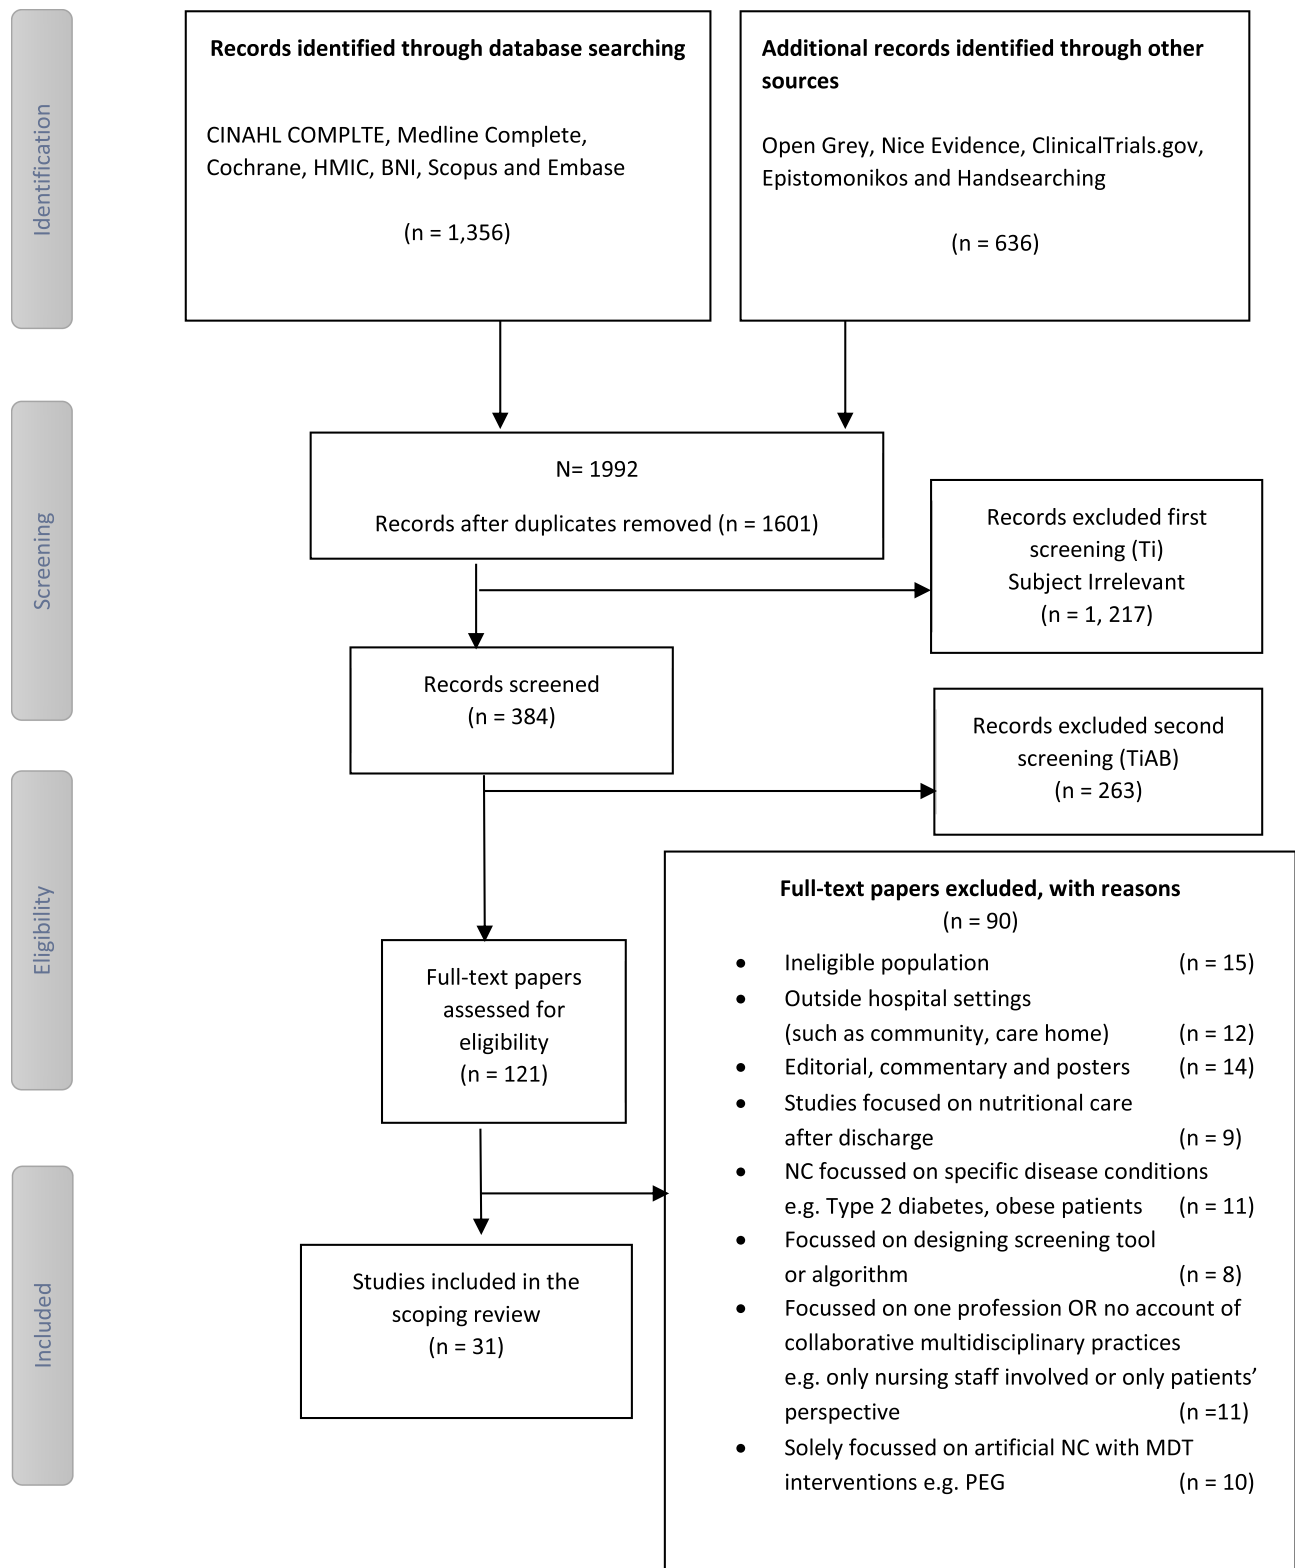 Identification
Records identified through database searching
CINAHL COMPLTE, Medline Complete,
Cochrane, HMIC, BNI, Scopus and Embase
(n = 1,356)
Additional records identified through other
sources
Open Grey, Nice Evidence, ClinicalTrials.gov,
Epistomonikos and Handsearching
(n = 636)
Screening
N= 1992
Records after duplicates removed (n = 1601)
Records excluded first
screening (Ti)
Subject Irrelevant
(n = 1, 217)
Records screened
(n = 384)
Records excluded second
screening (TiAB)
(n = 263)
Eligibility
Full-text papers
assessed for
eligibility
(n = 121)
Full-text papers excluded, with reasons
(n = 90)
• Ineligible population (n = 15)
• Outside hospital settings
(such as community, care home) (n = 12)
• Editorial, commentary and posters (n = 14)
• Studies focused on nutritional care
after discharge (n = 9)
• NC focussed on specific disease conditions
e.g. Type 2 diabetes, obese patients (n = 11)
• Focussed on designing screening tool
or algorithm (n = 8)
• Focussed on one profession OR no account of
collaborative multidisciplinary practices
e.g. only nursing staff involved or only patients’
perspective (n =11)
• Solely focussed on artificial NC with MDT
interventions e.g. PEG (n = 10)
Included
Studies included in the
scoping review
(n = 31)